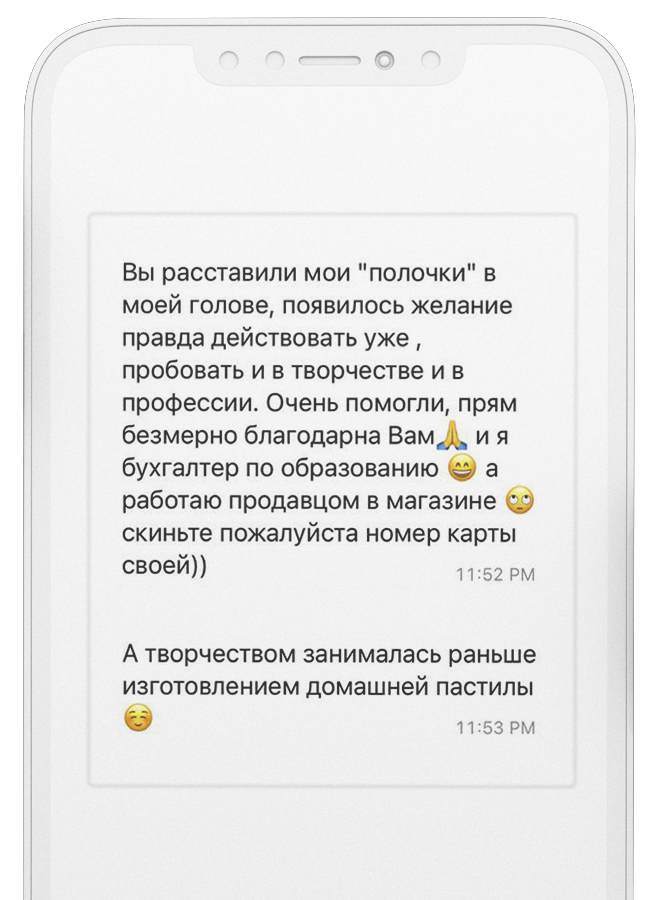 Вы расставили мои "полочки" в
моей голове, появилось желание
правда действовать уже ,
пробовать и в творчестве и в
профессии. Очень помогли, прям
безмерно благодарна Вам🙏 и я
бухгалтер по образованию 😄 а
работаю продавцом в магазине 🙄
скиньте пожалуйста номер карты
своей))
11:52 PM
А творчеством занималась раньше
изготовлением домашней пастилы
☺️
11:53 PM